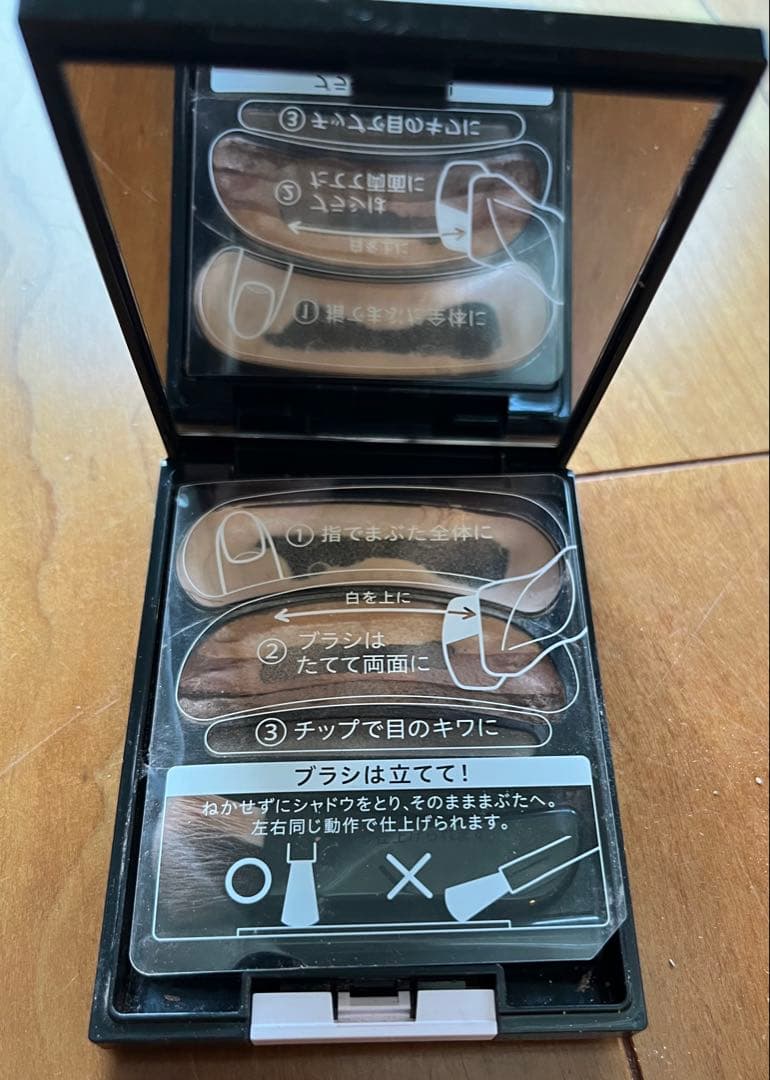 ① 指でまぶた全体に
白を上に
② ブラシは
たてて両面に
③ チップで目のキワに
ブラシは立てて!
ねかせずにシャドウをとり、そのまままぶたへ。
左右同じ動作で仕上げられます。